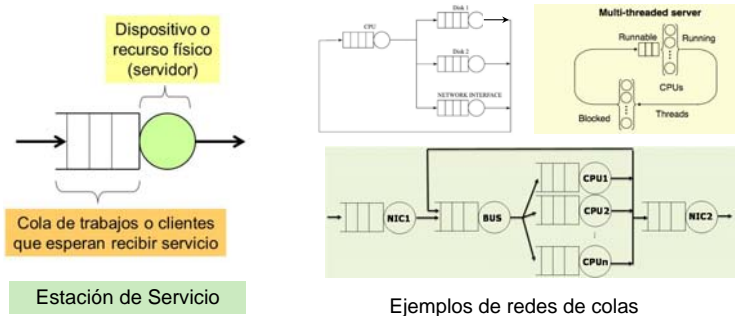 Dispositivo o
recurso físico
(servidor)
Cola de trabajos o clientes
que esperan recibir servicio
Estación de Servicio
CPU
Disk 1
Disk 2
NETWORK INTERFACE
Multi-threaded server
Runnable
Running
CPUs
Blocked
Threads
NIC1
BUS
CPU1
CPU2
CPUn
NIC2
Ejemplos de redes de colas